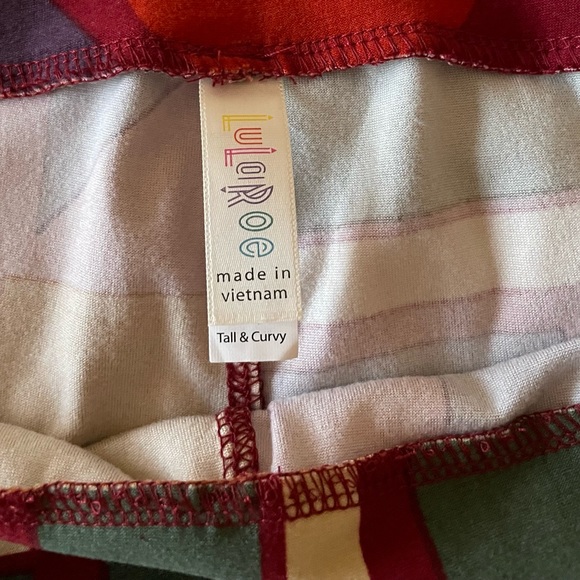 LuLaRoe
made in
vietnam
Tall & Curvy